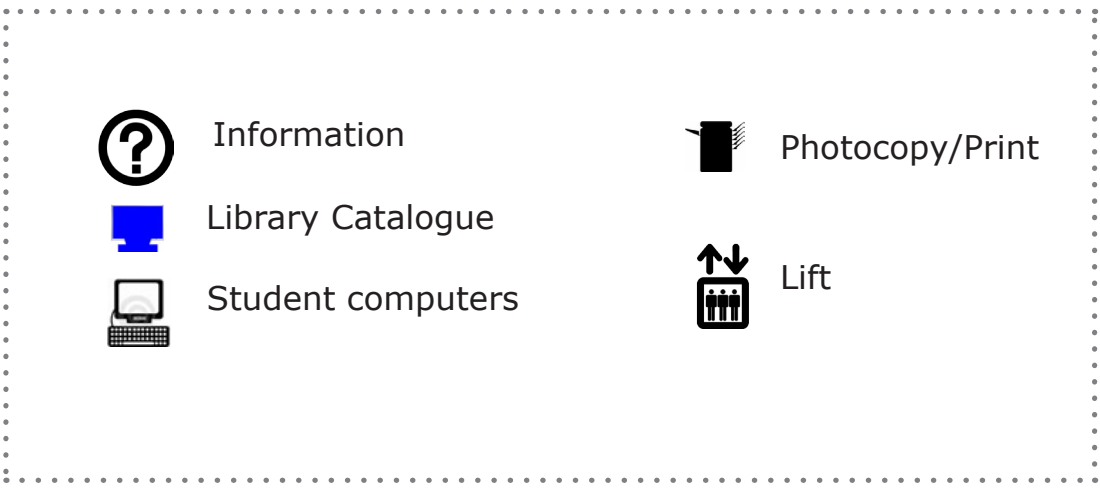 Information
Library Catalogue
Student computers
Photocopy/Print
Lift